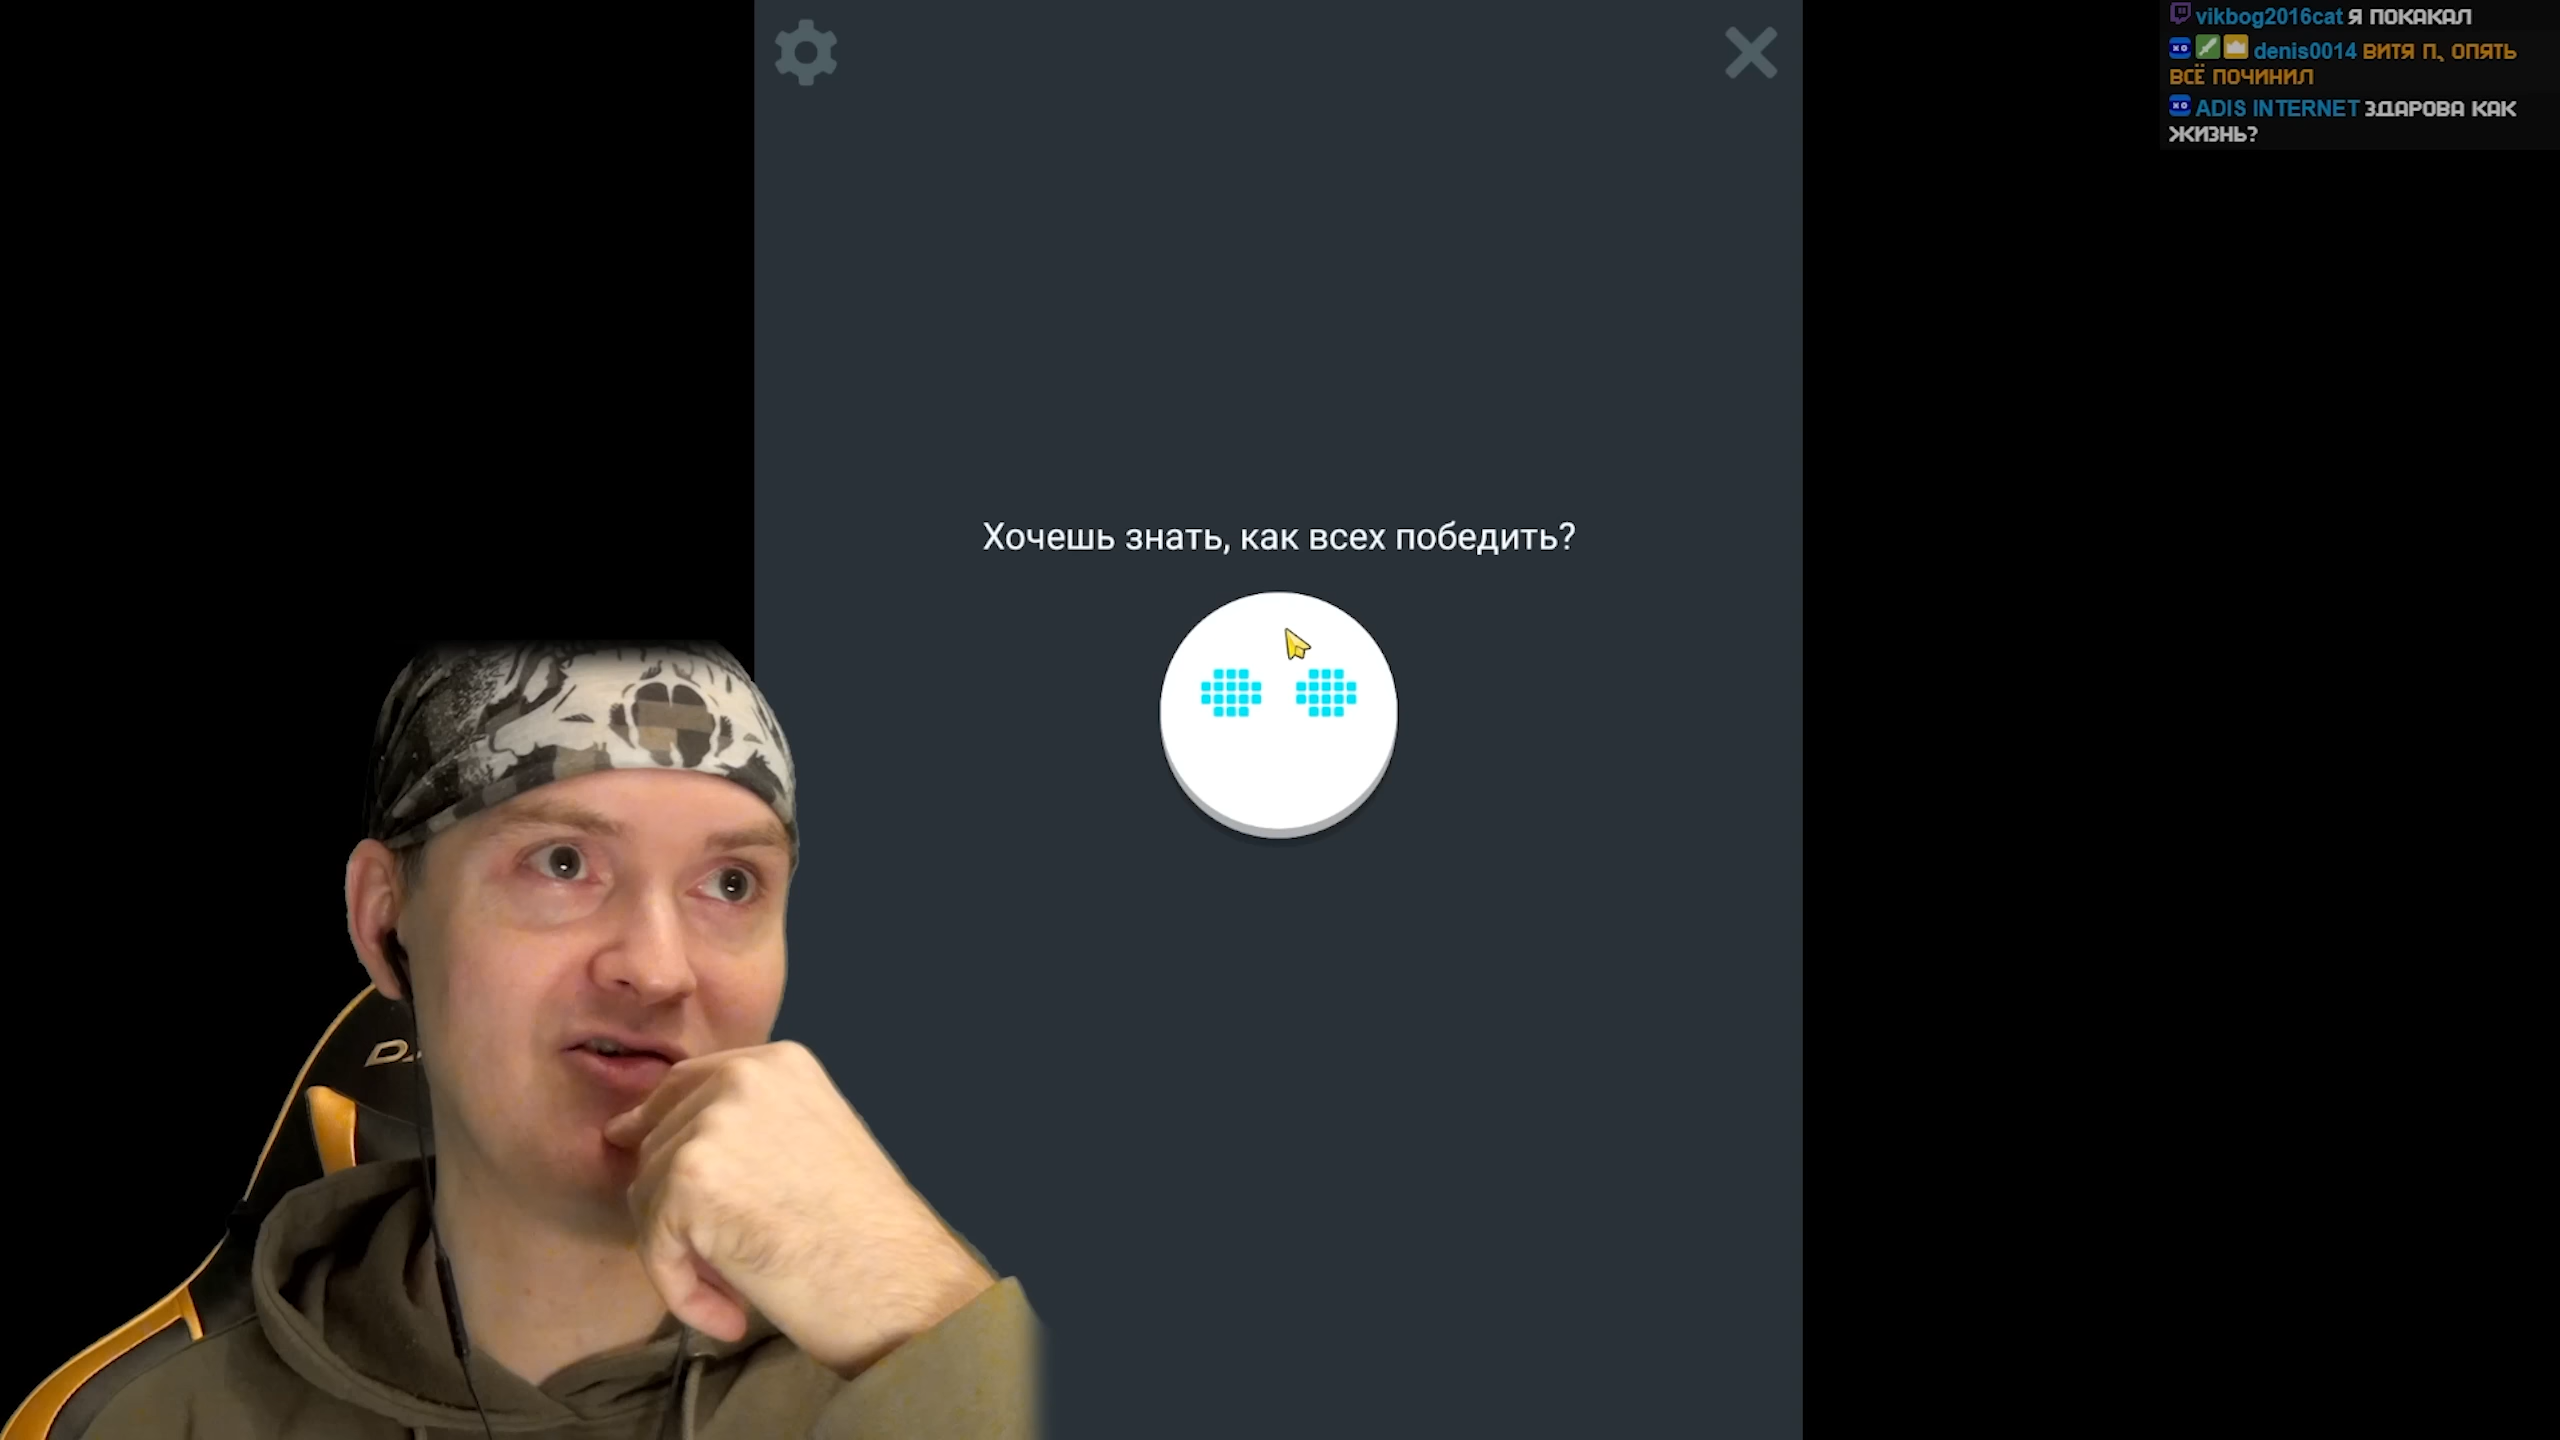 vikbog2016cat Я ПОКАКАЛ
denis0014 ВИТЯ П, ОПЯТЬ
ВСЁ ПОЧИНИЛ
ADIS INTERNET ЗДАРОВА КАК
ЖИЗНЬ?
Хочешь знать, как всех победить?